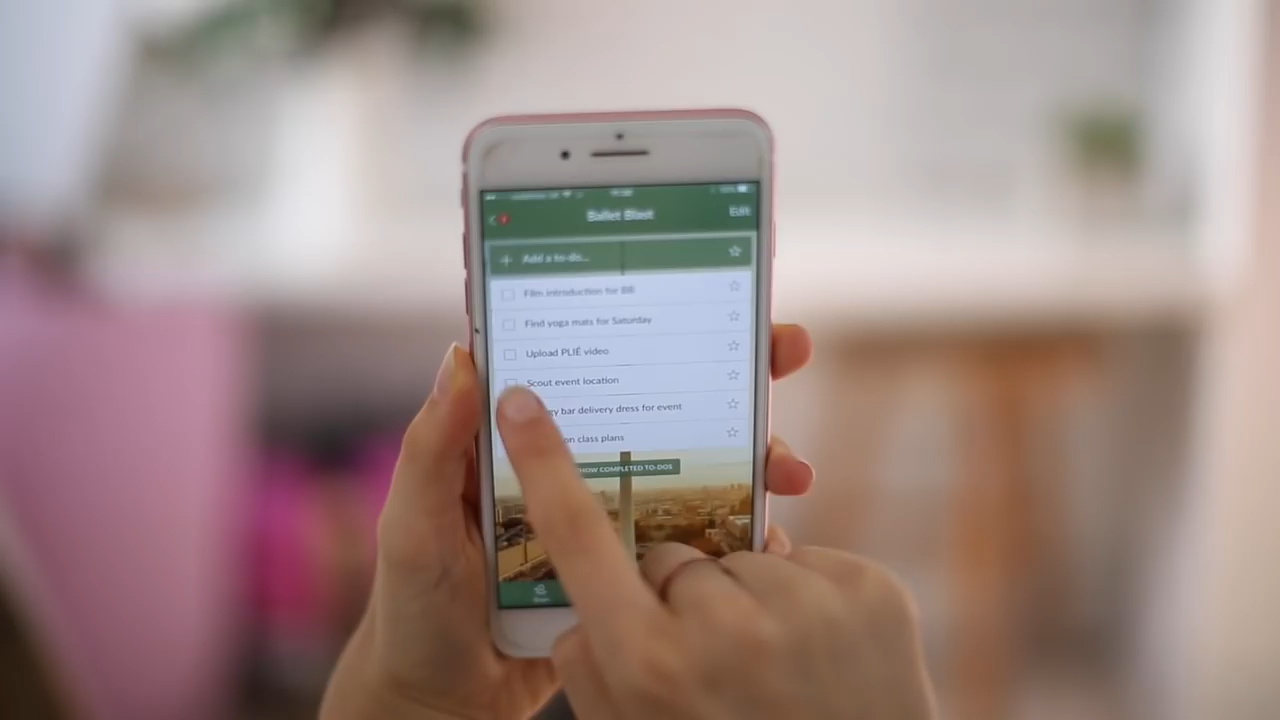 Ballet Blast
Edit
Add a to-do...
Film introduction for BB
Find yoga mats for Saturday
Upload PLIÉ video
Scout event location
bar delivery dress for event
class plans
SHOW COMPLETED TO-DOS